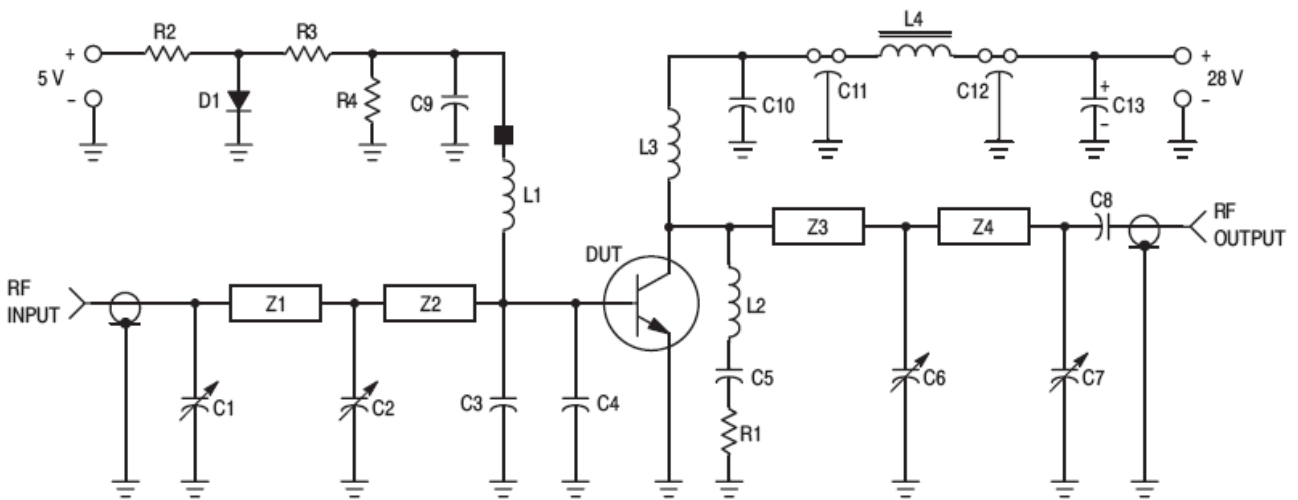 L4
R2
R3
+
+
5 V
D1
R4
C9
C10
C11
C12
+
C13
28 V
–
–
–
L1
L3
C8
RF
OUTPUT
Z3
Z4
DUT
RF
INPUT
Z1
Z2
L2
C1
C2
C3
C4
C5
C6
C7
R1